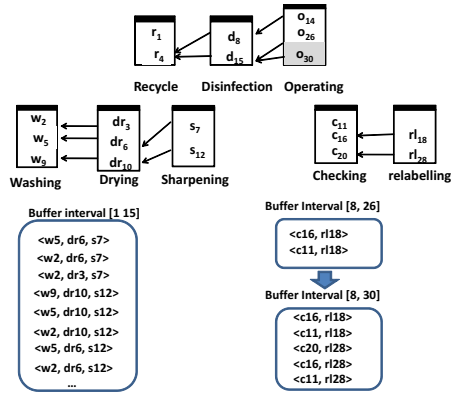 r1
r4
d8
d15
o14
o26
o30
Recycle
Disinfection
Operating
w2
w5
w9
dr3
dr6
dr10
s7
s12
c11
c16
c20
rl18
rl28
Washing
Drying
Sharpening
Checking
relabelling
Buffer interval [1 15]
<w5, dr6, s7>
<w2, dr6, s7>
<w2, dr3, s7>
<w9, dr10, s12>
<w5, dr10, s12>
<w2, dr10, s12>
<w5, dr6, s12>
<w2, dr6, s12>
...
Buffer Interval [8, 26]
<c16, rl18>
<c11, rl18>
Buffer Interval [8, 30]
<c16, rl18>
<c11, rl18>
<c20, rl28>
<c16, rl28>
<c11, rl28>